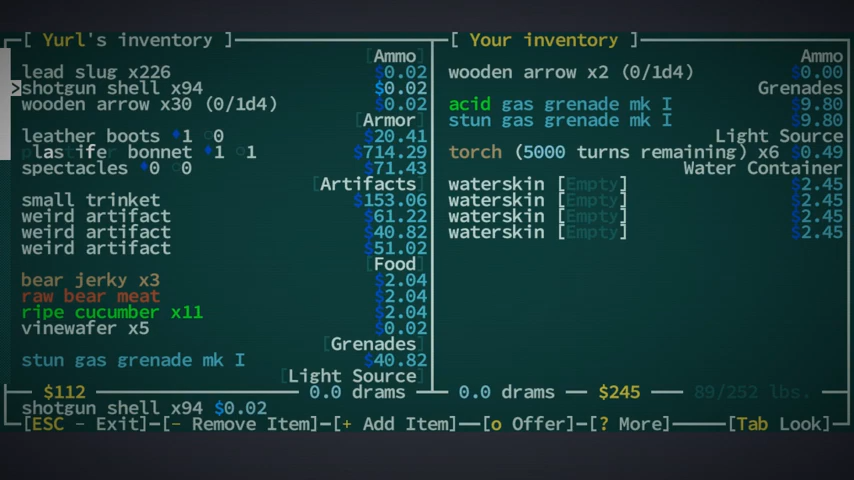 [ Yurl's inventory ]
[Ammo]
lead slug x226 $0.02
> shotgun shell x94 $0.02
wooden arrow x30 (0/1d4) $0.02
[Armor]
leather boots ♦1 ○0 $20.41
bonnet ♦1 ○1 $714.29
spectacles ♦0 ○0 $71.43
[Artifacts]
small trinket $153.06
weird artifact $61.22
weird artifact $40.82
weird artifact $51.02
[Food]
bear jerky x3 $2.04
raw bear meat $2.04
ripe cucumber x11 $2.04
vinewafer x5 $0.02
[Grenades]
stun gas grenade mk I $40.82
[Light Source]
$112 0.0 drams
[ Your inventory ]
Ammo
wooden arrow x2 (0/1d4) $0.00
Grenades
acid gas grenade mk I $9.80
stun gas grenade mk I $9.80
Light Source
torch (5000 turns remaining) x6 $0.49
Water Container
waterskin [Empty] $2.45
waterskin [Empty] $2.45
waterskin [Empty] $2.45
waterskin [Empty] $2.45
0.0 drams $245 89/252 lbs.
shotgun shell x94 $0.02
[ESC - Exit] [- Remove Item] [+ Add Item] [o Offer] [? More] [Tab Look]